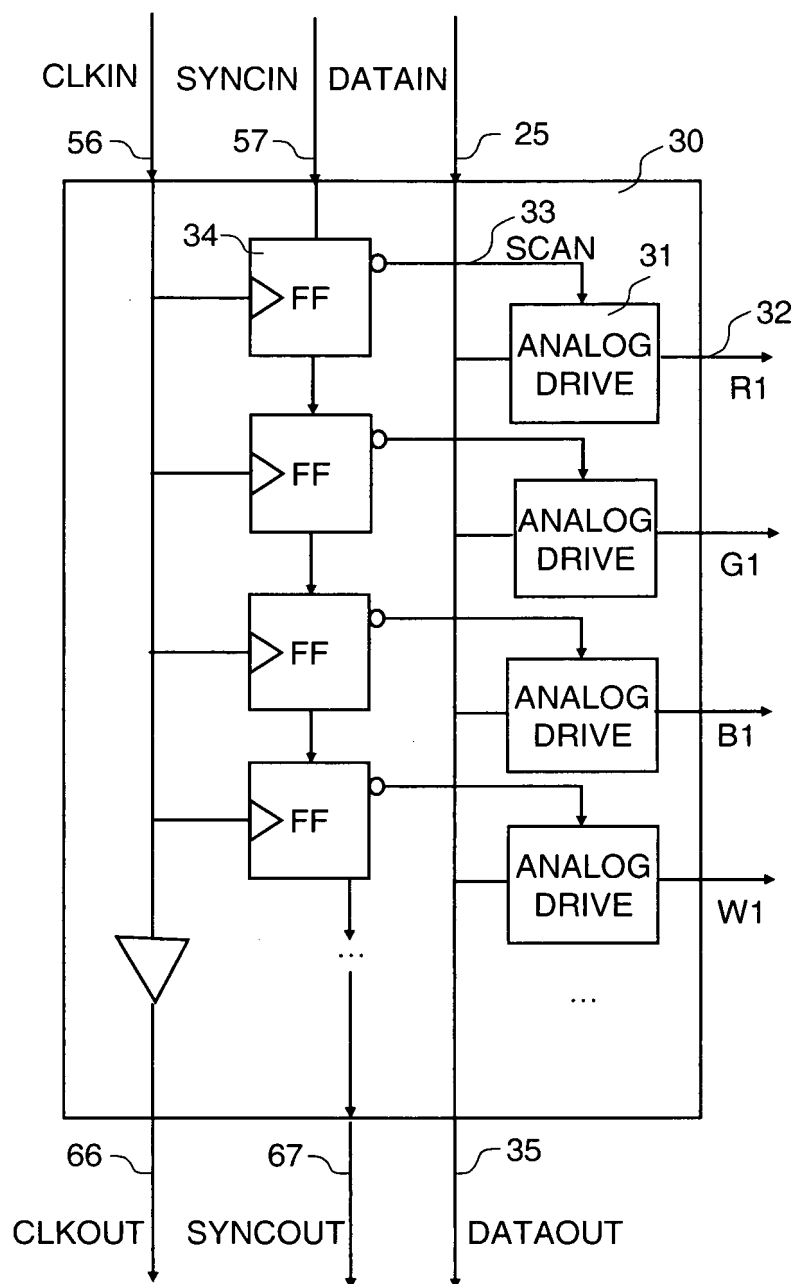 CLKIN
SYNCIN
DATAIN
56
57
25
30
34
33
SCAN
31
FF
ANALOG
DRIVE
32
R1
FF
ANALOG
DRIVE
G1
FF
ANALOG
DRIVE
B1
FF
ANALOG
DRIVE
W1
...
...
66
67
35
CLKOUT
SYNCOUT
DATAOUT